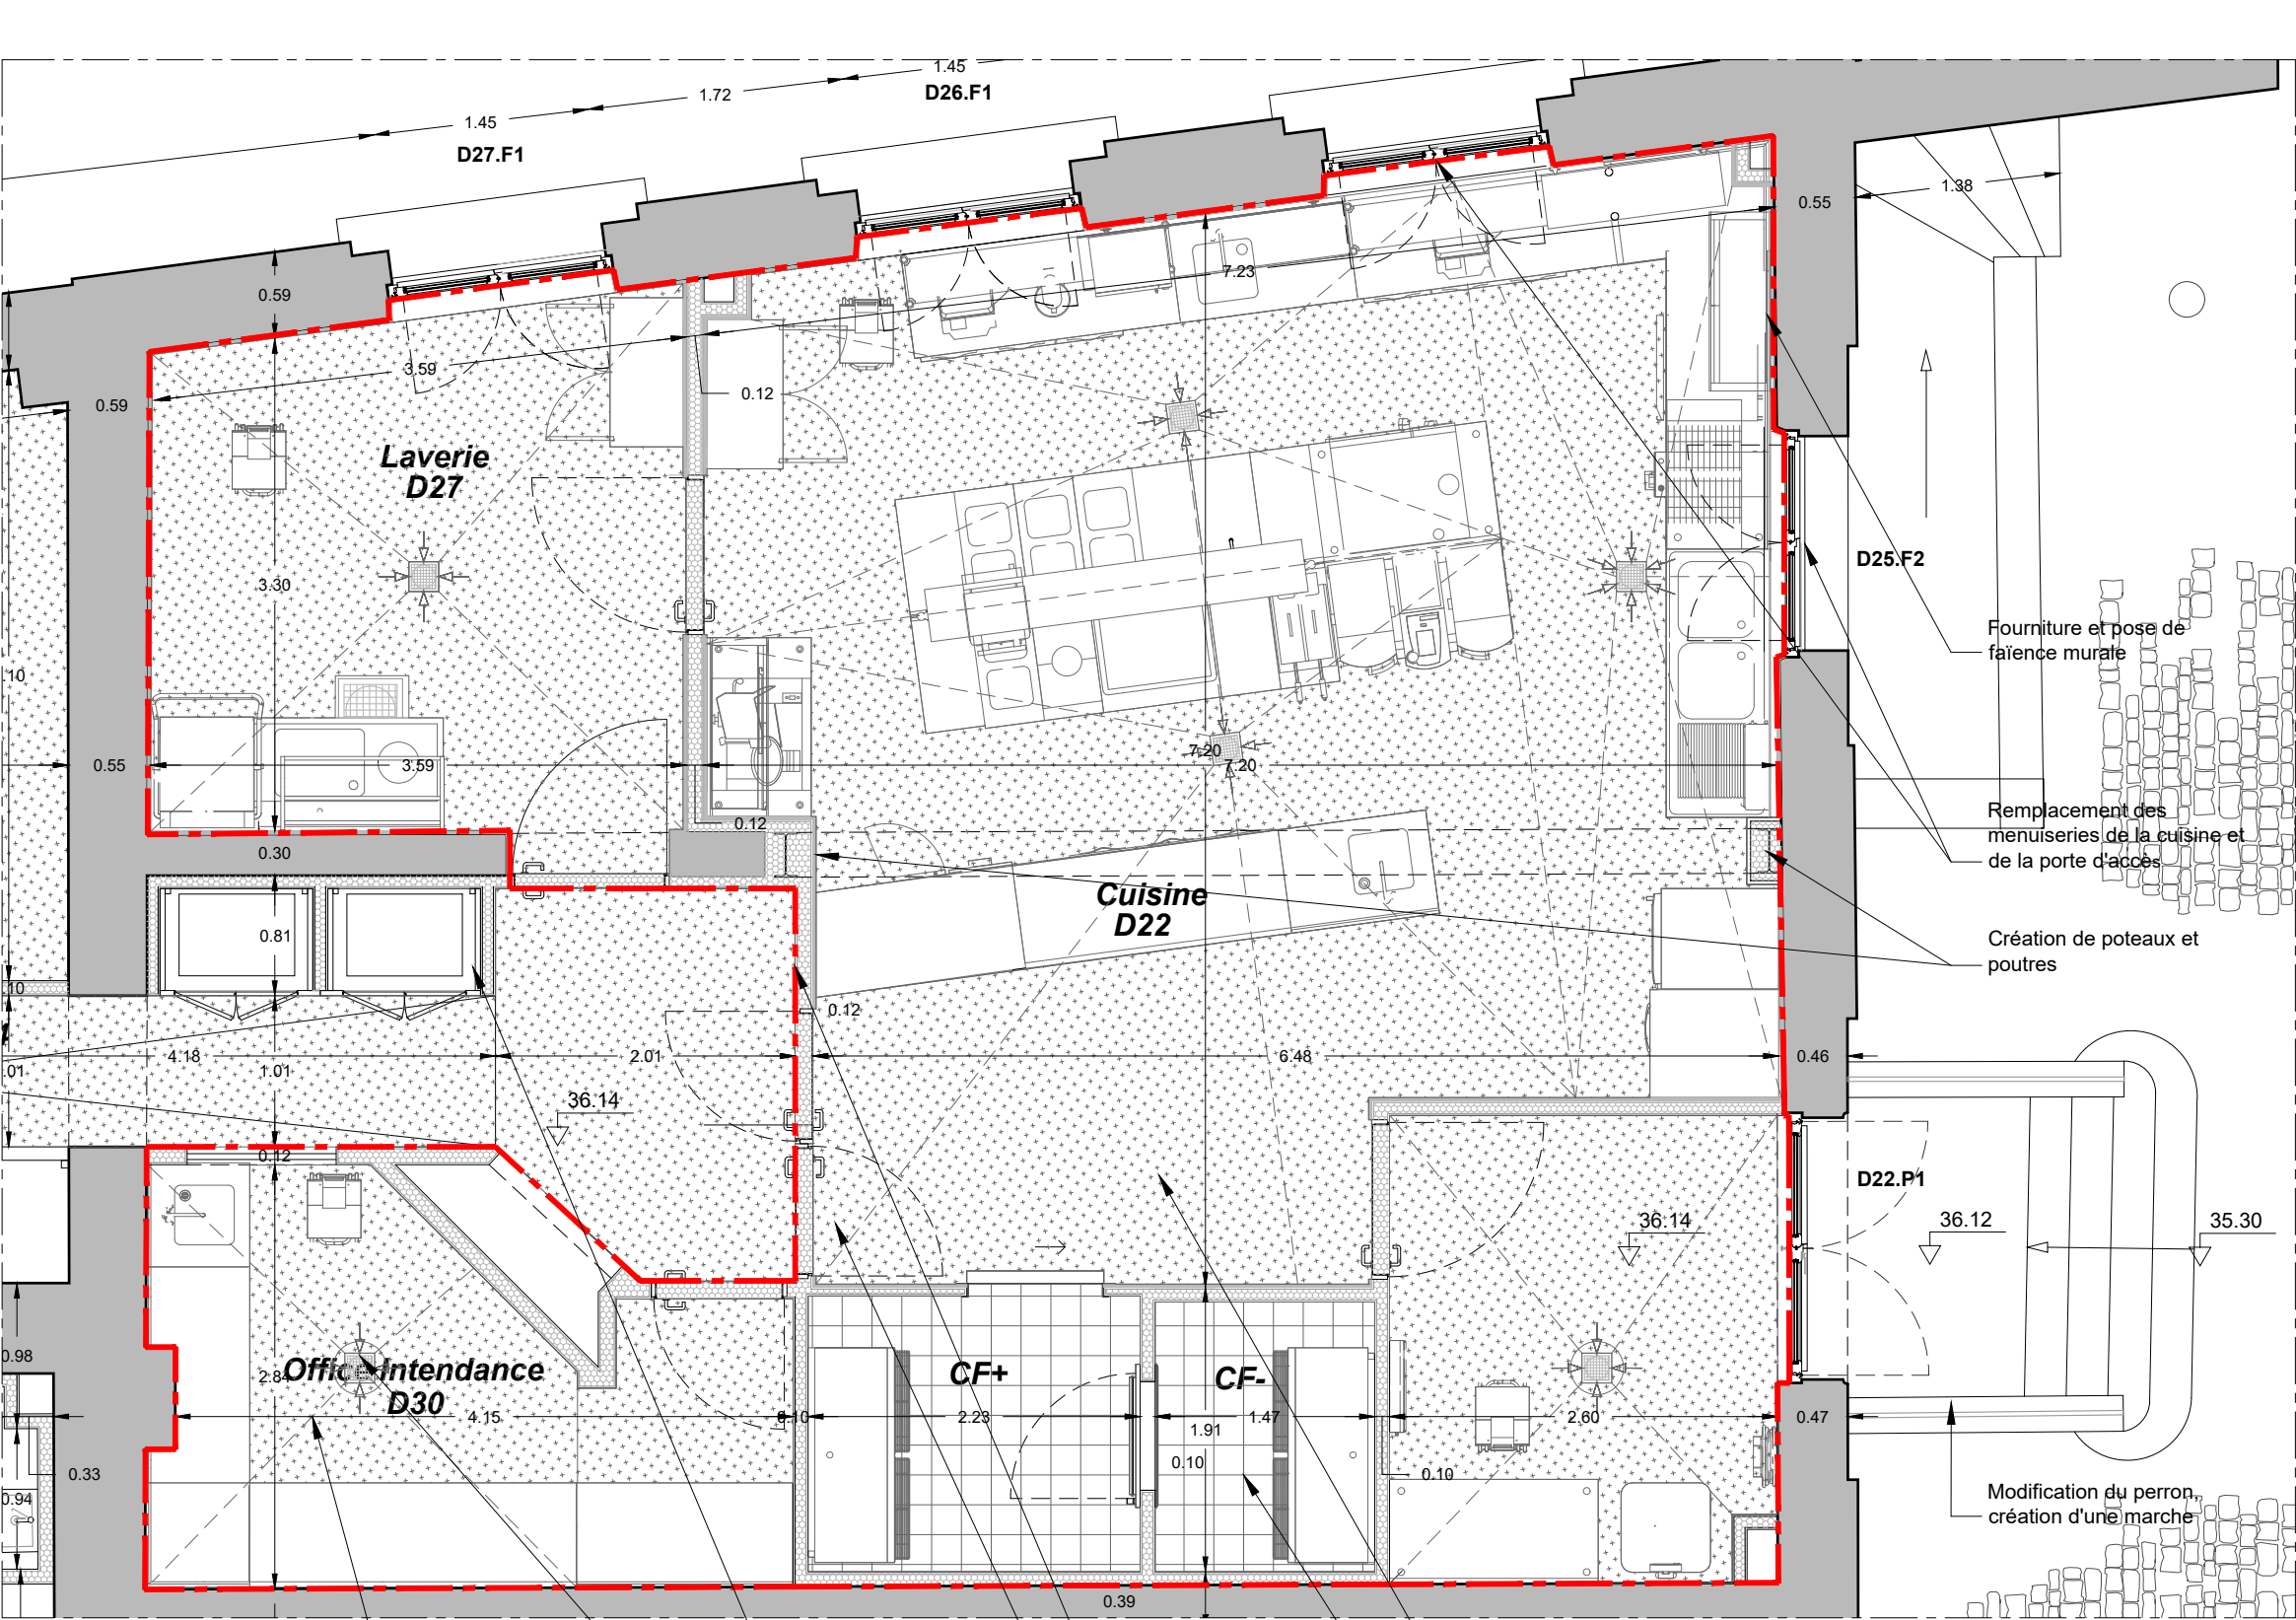 1.45
D26.F1
1.72
1.45
D27.F1
1.38
0.55
0.59
7.23
3.59
0.12
0.59
Laverie
D27
D25.F2
3.30
Fourniture et pose de
faïence murale
.10
7.20
0.55
3.59
7.20
0.12
Remplacement des
menuiseries de la cuisine et
de la porte d'accès
0.30
Cuisine
D22
0.81
Création de poteaux et
poutres
.10
0.12
4.18
2.01
6.48
0.46
.01
1.01
36.14
0.12
D22.P1
36.14
36.12
35.30
0.98
2.84
Office Intendance
D30
CF+
CF-
4.15
0.10
2.23
1.91
1.47
2.60
0.47
0.10
0.33
0.10
0.94
Modification du perron,
création d'une marche
0.39